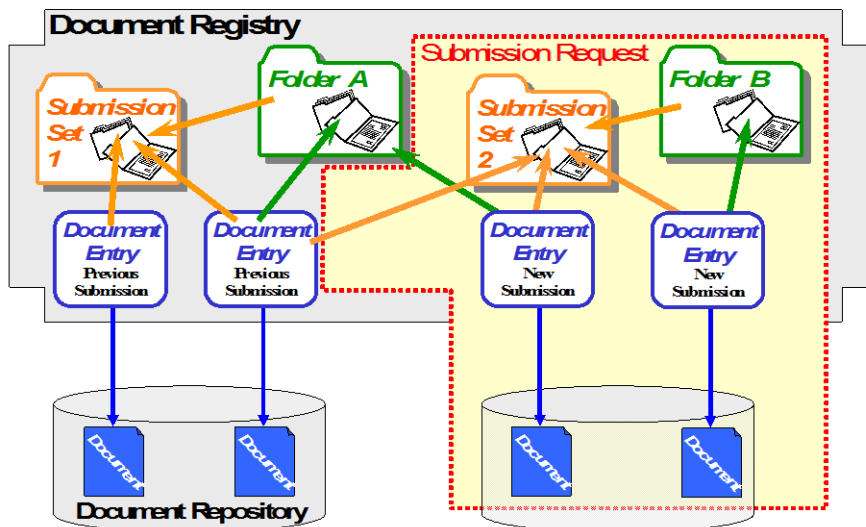 Document Registry
Submission Request
Submission
Set
1
Folder A
Submission
Set
2
Folder B
Document
Entry
Previous
Submission
Document
Entry
Previous
Submission
Document
Entry
New
Submission
Document
Entry
New
Submission
Document
Document
Document
Document
Document Repository